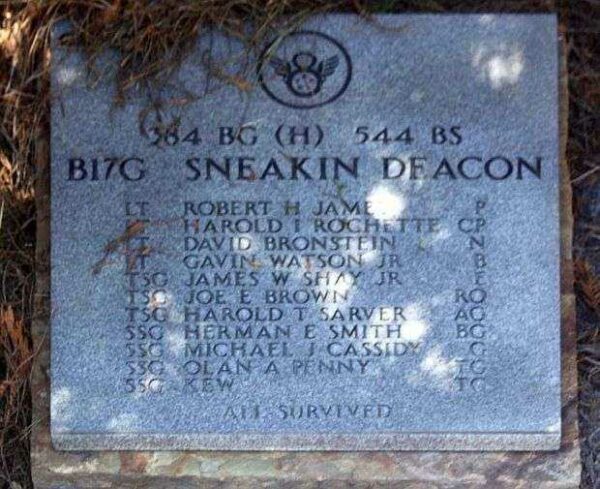 8
384 BG (H) 544 BS
B17G SNEAKIN DEACON
LT ROBERT H P
HAROLD I ROCHETTE CP
LT DAVID BRONSTEIN N
LT GAVIN WATSON JR B
TSG JAMES W SHAY JR E
TSG JOE E BROWN RO
TSG HAROLD T SARVER AG
SSG HERMAN E SMITH BG
SSG MICHAEL J CASSIDY
SSG OLAN A PENNY TG
SSG KEW TG
ALL SURVIVED